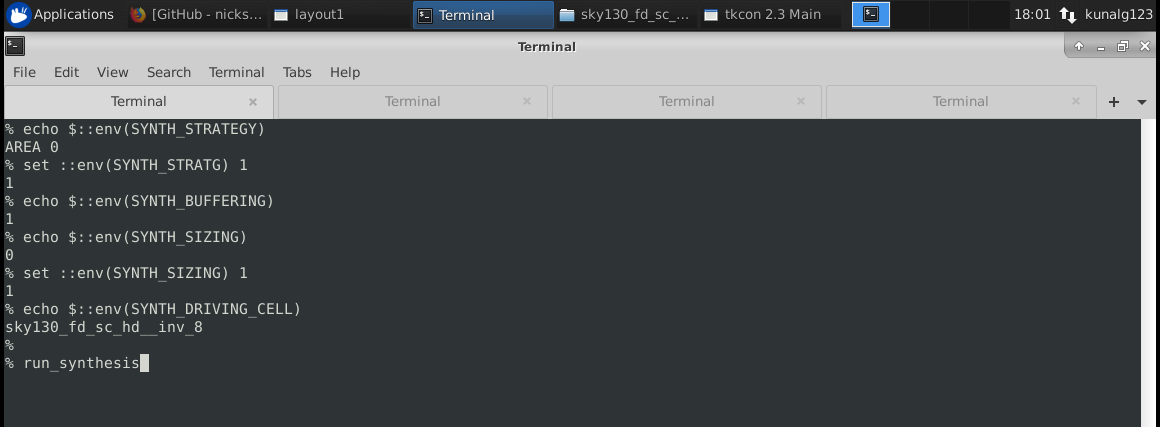 Applications
[GitHub - nicks...
layout1
Terminal
sky130_fd_sc_...
tkcon 2.3 Main
18:01
kunalg123
Terminal
File Edit View Search Terminal Tabs Help
Terminal
Terminal
Terminal
Terminal
% echo $::env(SYNTH_STRATEGY)
AREA 0
% set ::env(SYNTH_STRATG) 1
1
% echo $::env(SYNTH_BUFFERING)
1
% echo $::env(SYNTH_SIZING)
0
% set ::env(SYNTH_SIZING) 1
1
% echo $::env(SYNTH_DRIVING_CELL)
sky130_fd_sc_hd__inv_8
%
% run_synthesis